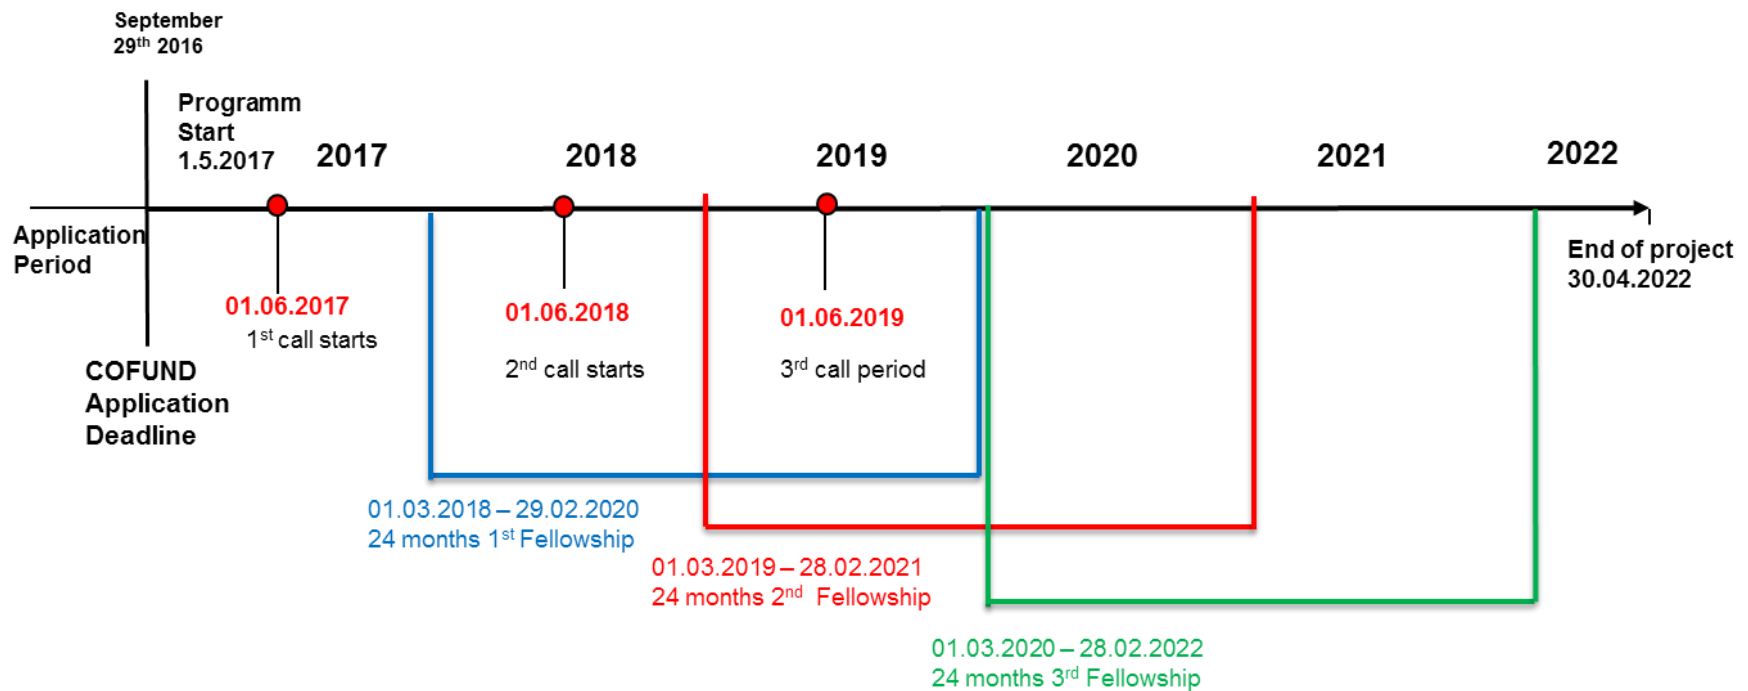 September
29th 2016
Programm
Start
1.5.2017
2017
2018
2019
2020
2021
2022
Application
Period
End of project
30.04.2022
01.06.2017
1st call starts
01.06.2018
2nd call starts
01.06.2019
3rd call period
COFUND
Application
Deadline
01.03.2018 – 29.02.2020
24 months 1st Fellowship
01.03.2019 – 28.02.2021
24 months 2nd Fellowship
01.03.2020 – 28.02.2022
24 months 3rd Fellowship